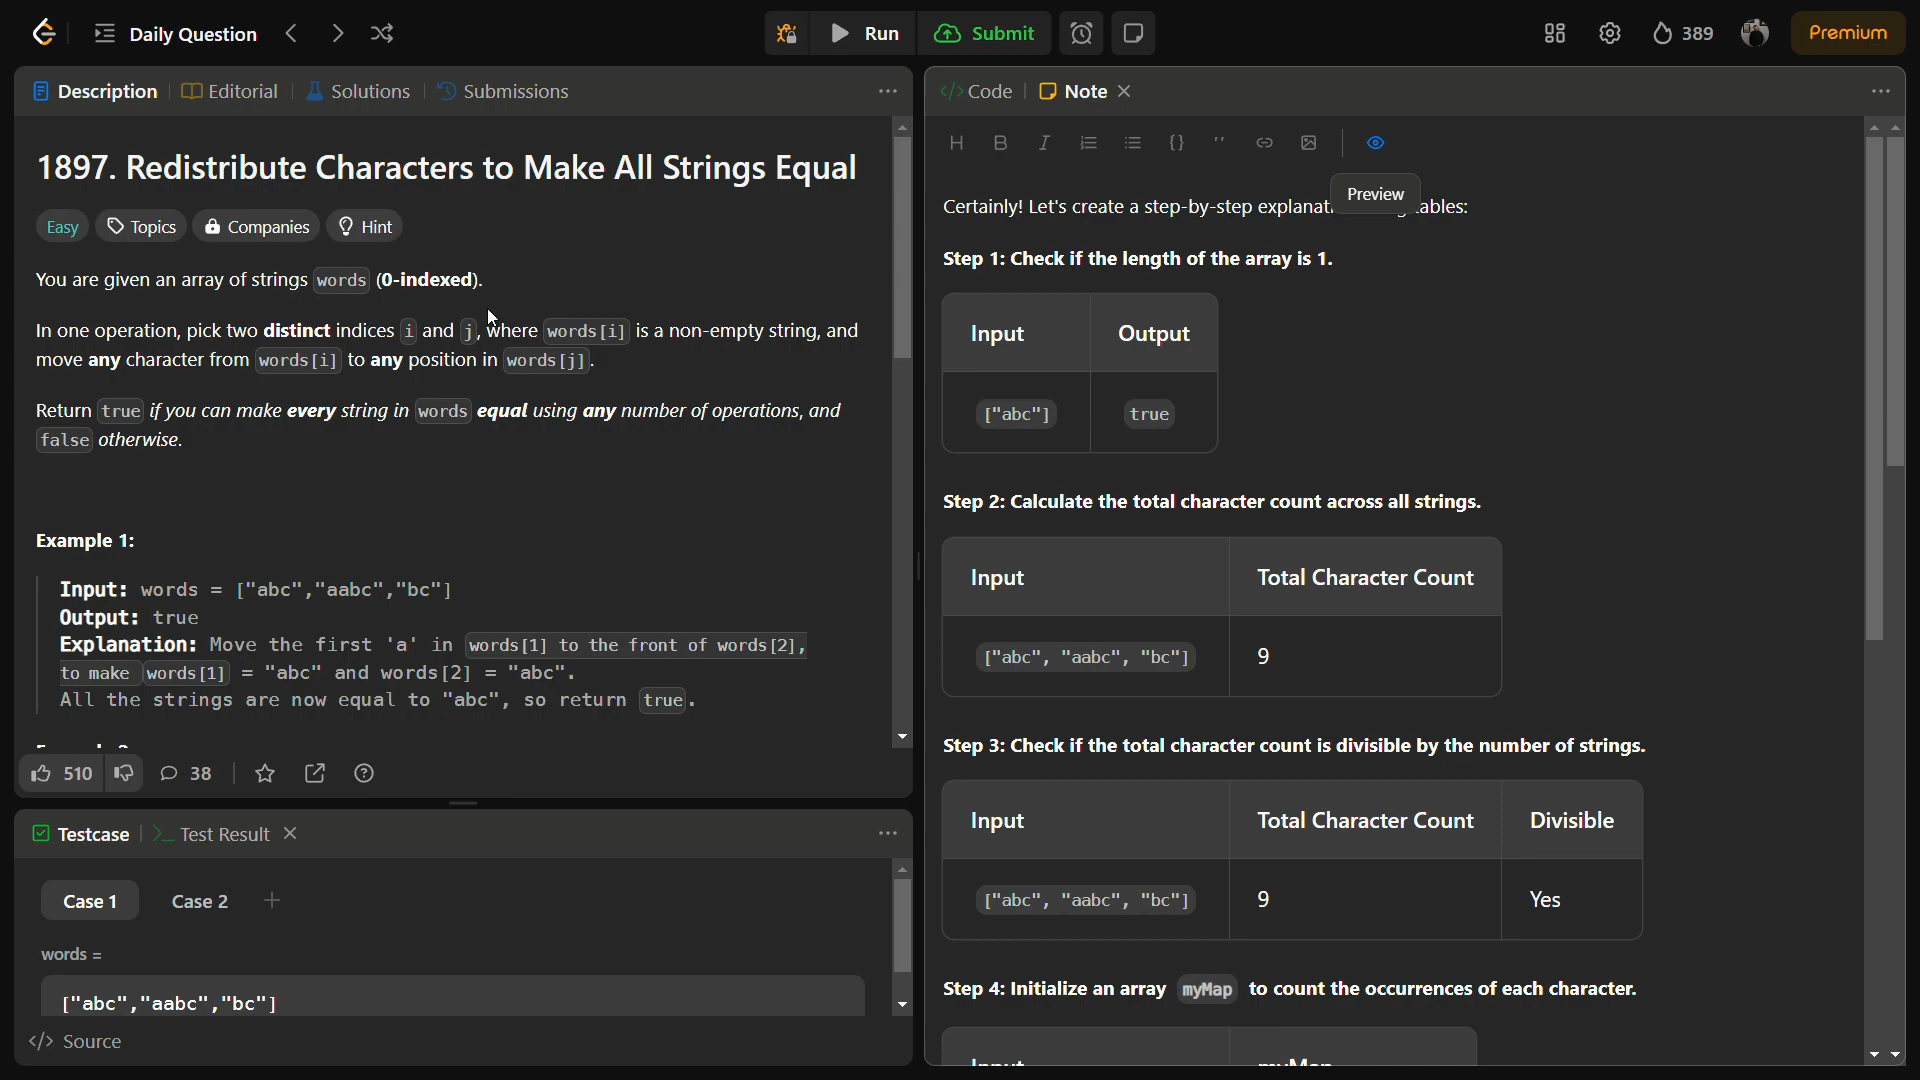 Daily Question
Run
Submit
389
Premium
Description
Editorial
Solutions
Submissions
1897. Redistribute Characters to Make All Strings Equal
Easy
Topics
Companies
Hint
You are given an array of strings words (0-indexed).
In one operation, pick two distinct indices i and j, where words[i] is a non-empty string, and
move any character from words[i] to any position in words[j].
Return true if you can make every string in words equal using any number of operations, and
false otherwise.
Example 1:
Input: words = ["abc","aabc","bc"]
Output: true
Explanation: Move the first 'a' in words[1] to the front of words[2],
to make words[1] = "abc" and words[2] = "abc".
All the strings are now equal to "abc", so return true.
510
38
Testcase
Test Result
Case 1
Case 2
words =
["abc","aabc","bc"]
Source
Code
Note
H B I {} "
Preview
Certainly! Let's create a step-by-step explanati ables:
Step 1: Check if the length of the array is 1.
Input Output
["abc"] true
Step 2: Calculate the total character count across all strings.
Input Total Character Count
["abc", "aabc", "bc"] 9
Step 3: Check if the total character count is divisible by the number of strings.
Input Total Character Count Divisible
["abc", "aabc", "bc"] 9 Yes
Step 4: Initialize an array myMap to count the occurrences of each character.
Input myMap